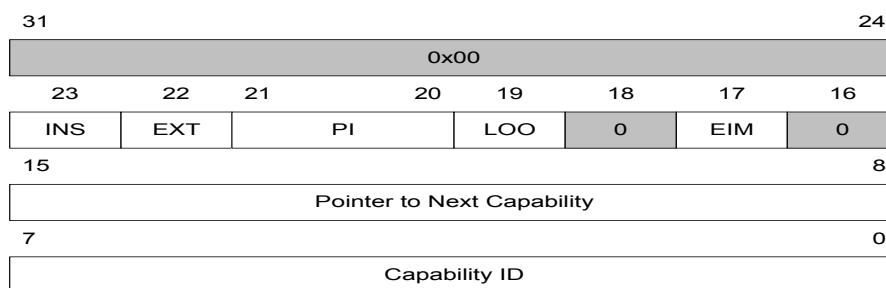 31 24
0x00
23 22 21 20 19 18 17 16
INS EXT PI LOO 0 EIM 0
15 8
Pointer to Next Capability
7 0
Capability ID